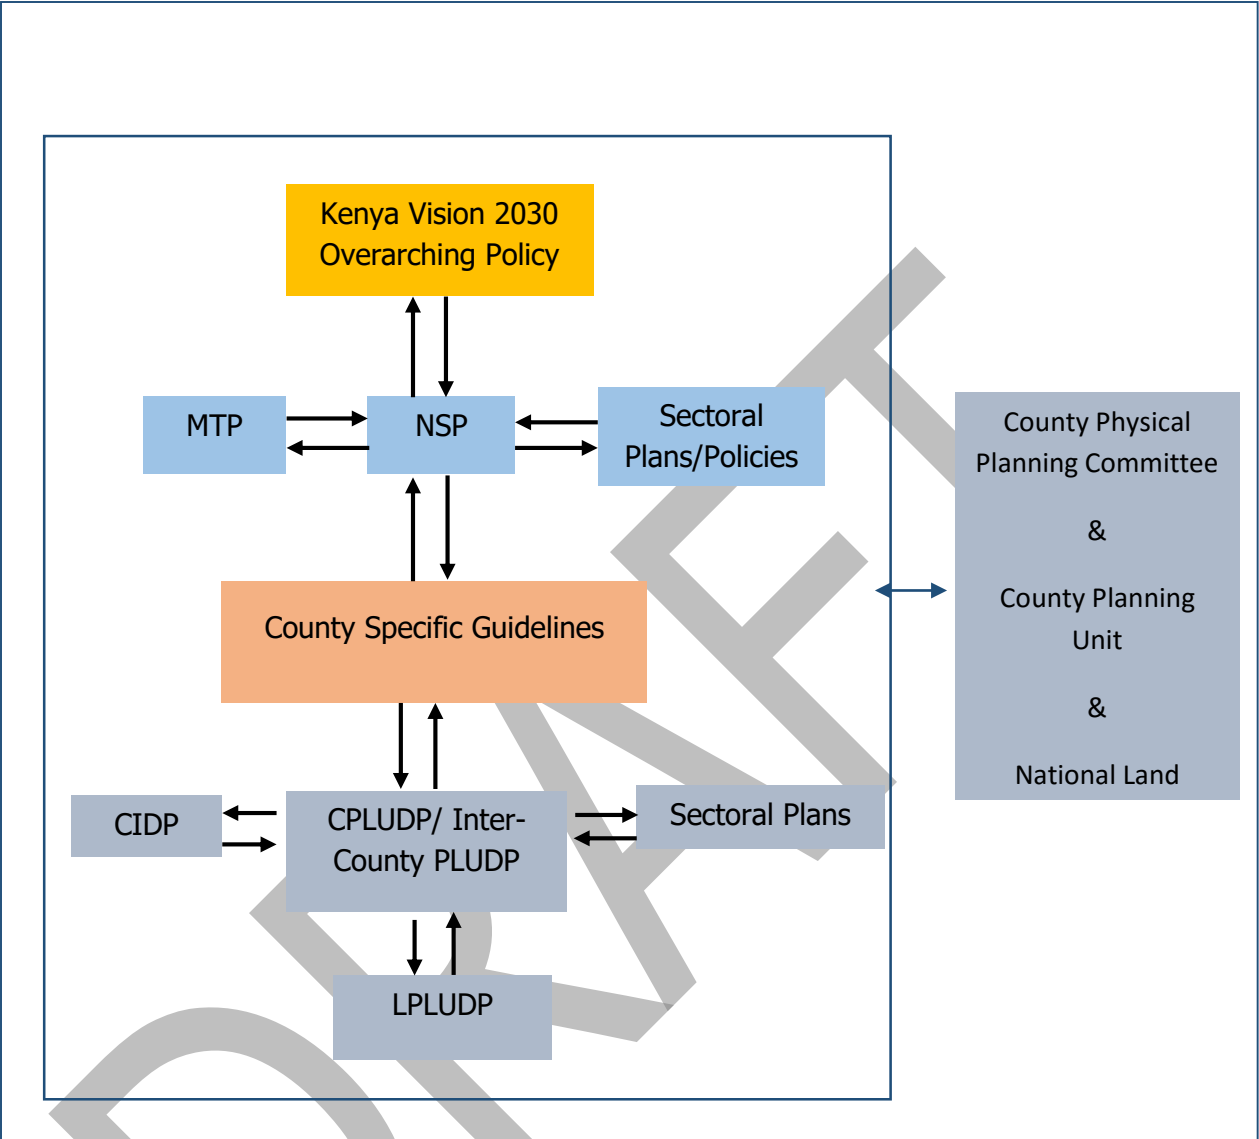 Kenya Vision 2030
Overarching Policy
MTP
NSP
Sectoral
Plans/Policies
County Specific Guidelines
CIDP
CPLUDP/ Inter-
County PLUDP
Sectoral Plans
LPLUDP
County Physical
Planning Committee
&
County Planning
Unit
&
National Land
DRAFT